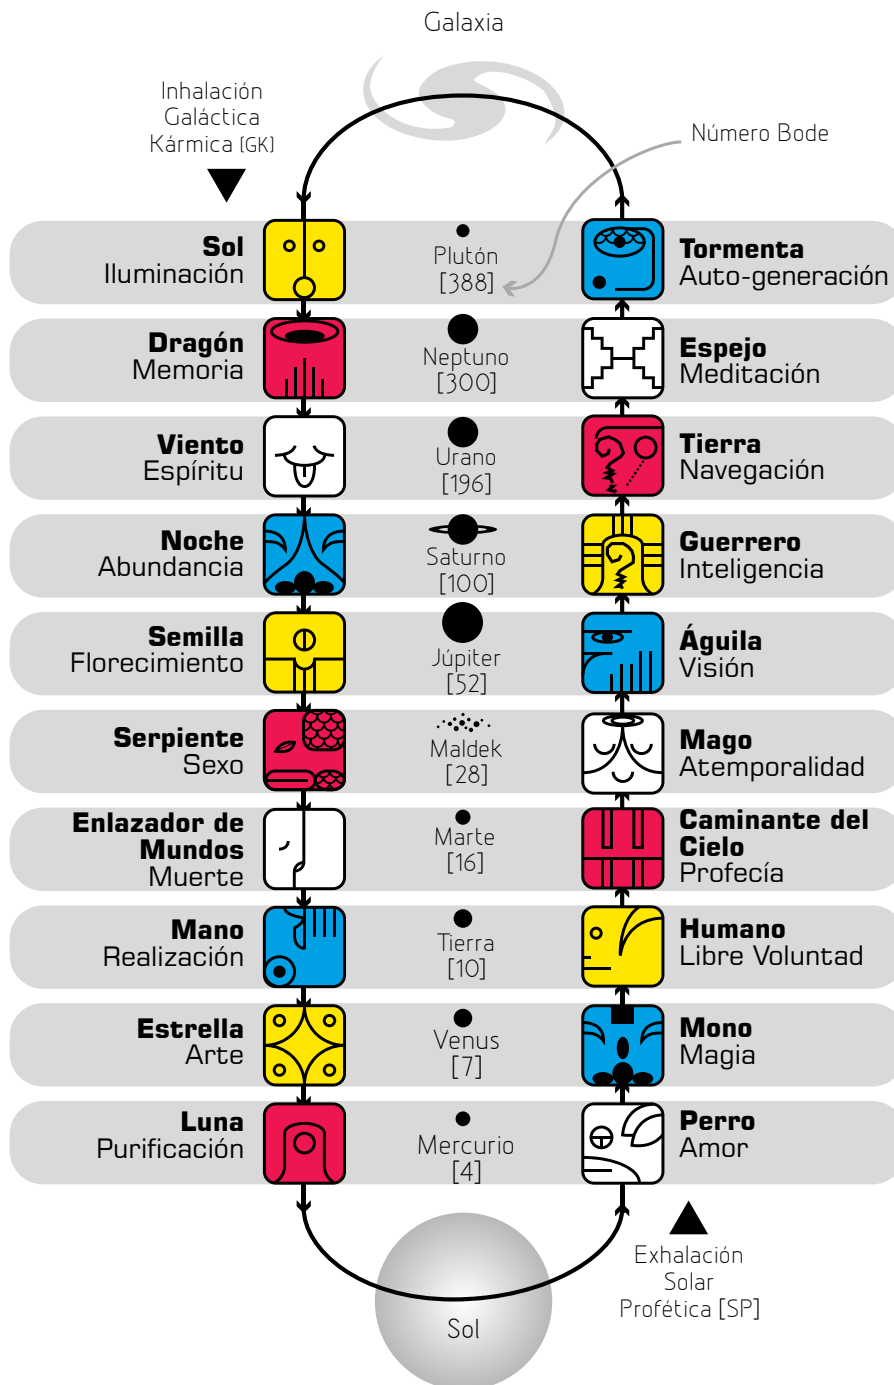 Galaxia
Inhalación
Galáctica
Kármica [GK]
Número Bode
Sol
Iluminación
Plutón
[388]
Tormenta
Auto-generación
Dragón
Memoria
Neptuno
[300]
Espejo
Meditación
Viento
Espíritu
Urano
[196]
Tierra
Navegación
Noche
Abundancia
Saturno
[100]
Guerrero
Inteligencia
Semilla
Florecimiento
Júpiter
[52]
Águila
Visión
Serpiente
Sexo
Maldek
[28]
Mago
Atemporalidad
Enlazador de
Mundos
Muerte
Marte
[16]
Caminante del
Cielo
Profecía
Mano
Realización
Tierra
[10]
Humano
Libre Voluntad
Estrella
Arte
Venus
[7]
Mono
Magia
Luna
Purificación
Mercurio
[4]
Perro
Amor
Exhalación
Solar
Profética [SP]
Sol